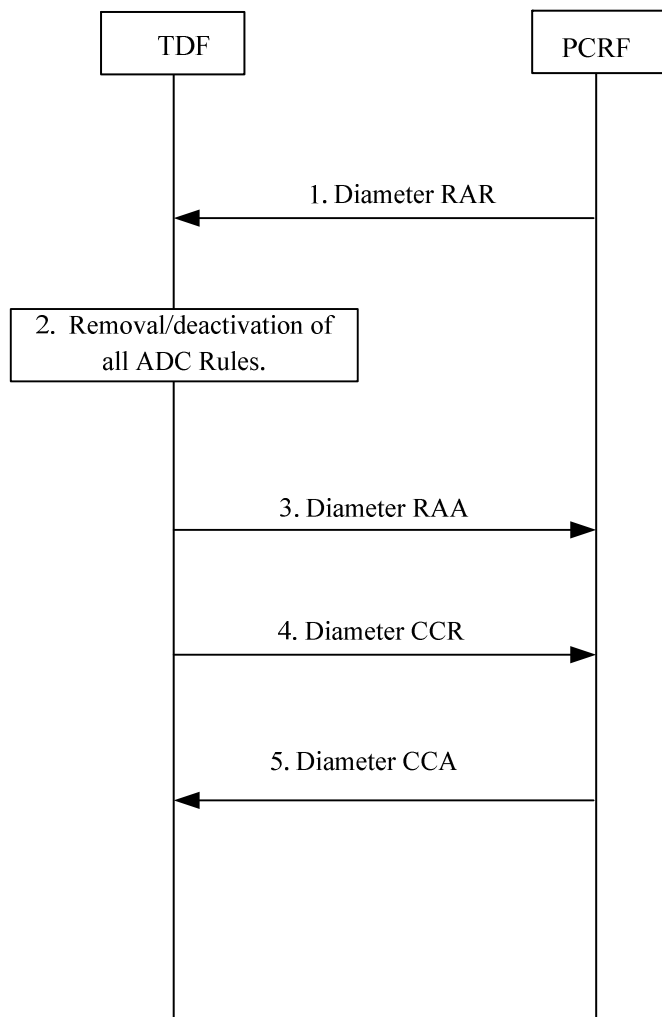 TDF
PCRF
1. Diameter RAR
2. Removal/deactivation of
all ADC Rules.
3. Diameter RAA
4. Diameter CCR
5. Diameter CCA